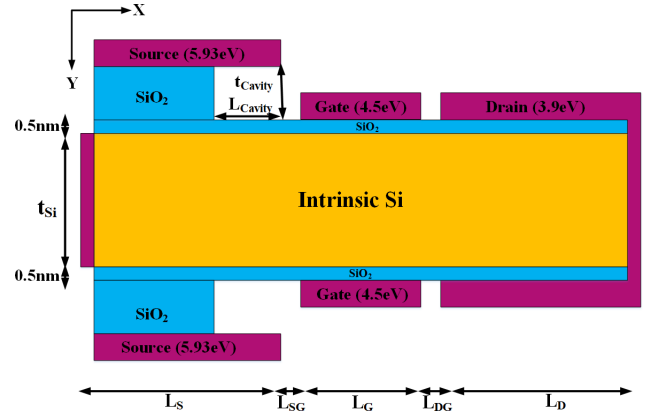 X
Y
Source (5.93eV)
SiO2
tCavity
LCavity
Gate (4.5eV)
Drain (3.9eV)
0.5nm
SiO2
tSi
Intrinsic Si
0.5nm
SiO2
SiO2
Gate (4.5eV)
Source (5.93eV)
LS
LSG
LG
LDG
LD